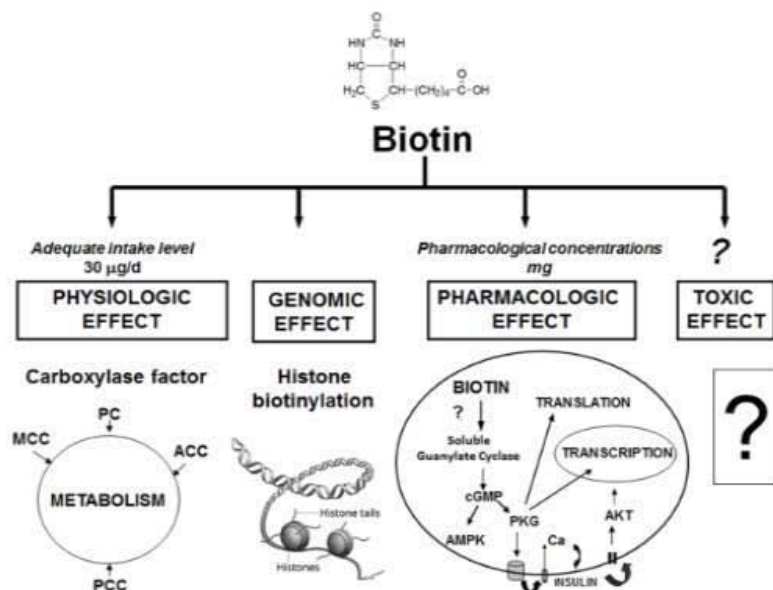 O
HN NH
HC CH
O
H₂C CH—(CH₂)₄—C—OH
S
Biotin
Adequate intake level
30 µg/d
PHYSIOLOGIC
EFFECT
Carboxylase factor
PC
MCC
ACC
METABOLISM
PCC
GENOMIC
EFFECT
Histone
biotinylation
Histone tails
Histones
Pharmacological concentrations
mg
PHARMACOLOGIC
EFFECT
BIOTIN
?
TRANSLATION
Soluble
Guanylate Cyclase
TRANSCRIPTION
cGMP
PKG
AKT
AMPK
Ca
INSULIN
?
TOXIC
EFFECT
?